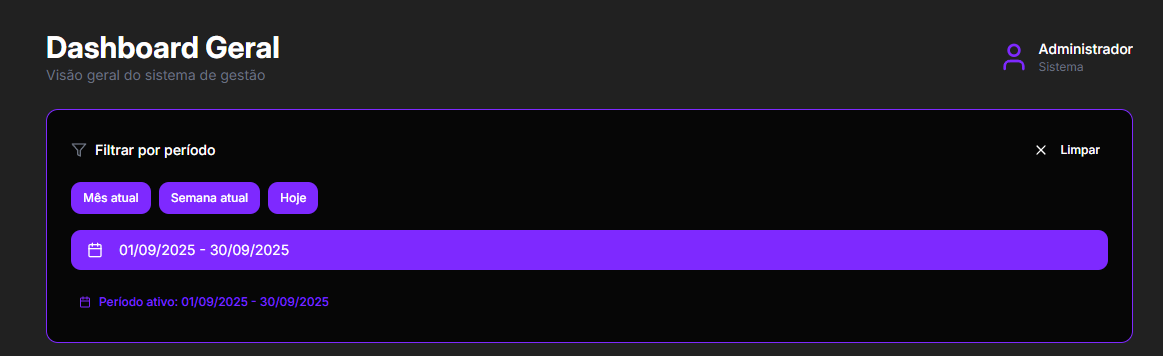 Dashboard Geral
Visão geral do sistema de gestão
Administrador
Sistema
Filtrar por período
Limpar
Mês atual
Semana atual
Hoje
01/09/2025 - 30/09/2025
Período ativo: 01/09/2025 - 30/09/2025